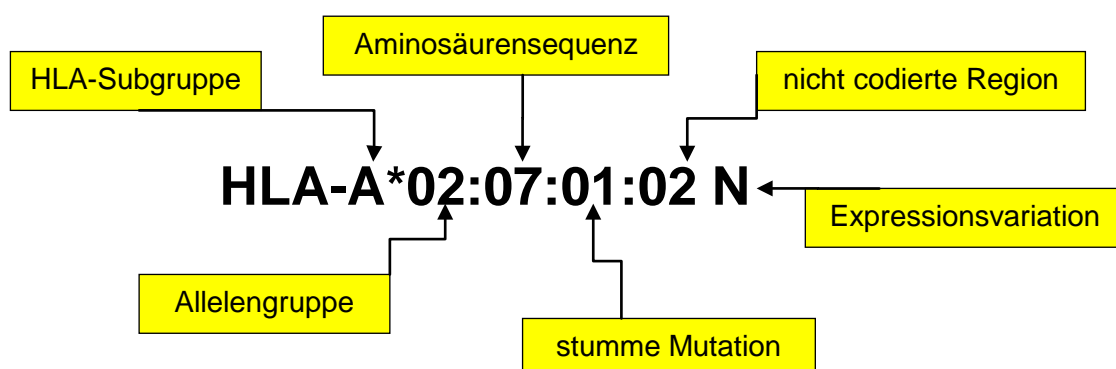 Aminosäurensequenz
HLA-Subgruppe
nicht codierte Region
HLA-A*02:07:01:02 N
Expressionsvariation
Allelengruppe
stumme Mutation